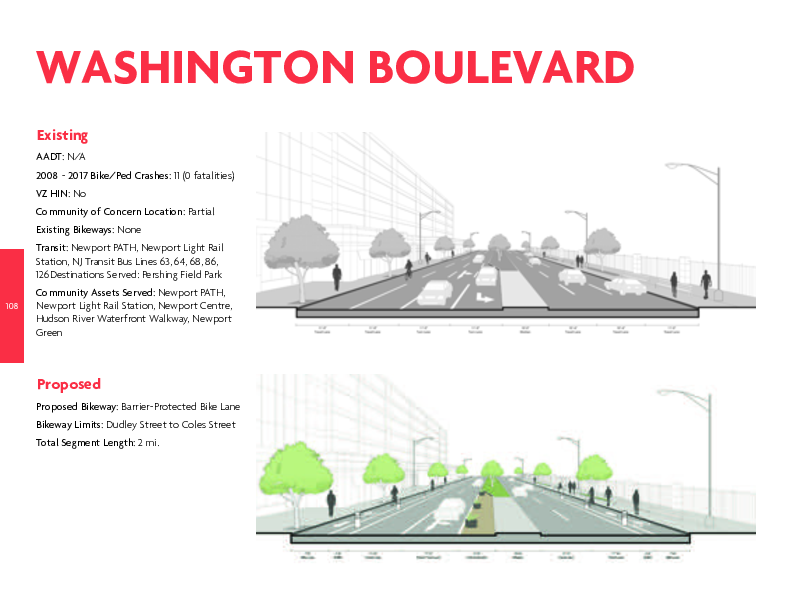 WASHINGTON BOULEVARD
Existing
AADT: N/A
2008 - 2017 Bike/Ped Crashes: 11 (0 fatalities)
VZ HIN: No
Community of Concern Location: Partial
Existing Bikeways: None
Transit: Newport PATH, Newport Light Rail
Station, NJ Transit Bus Lines 63, 64, 68, 86,
126Destinations Served: Pershing Field Park
Community Assets Served: Newport PATH,
Newport Light Rail Station, Newport Centre,
Hudson River Waterfront Walkway, Newport
Green
108
Proposed
Proposed Bikeway: Barrier-Protected Bike Lane
Bikeway Limits: Dudley Street to Coles Street
Total Segment Length: 2 mi.